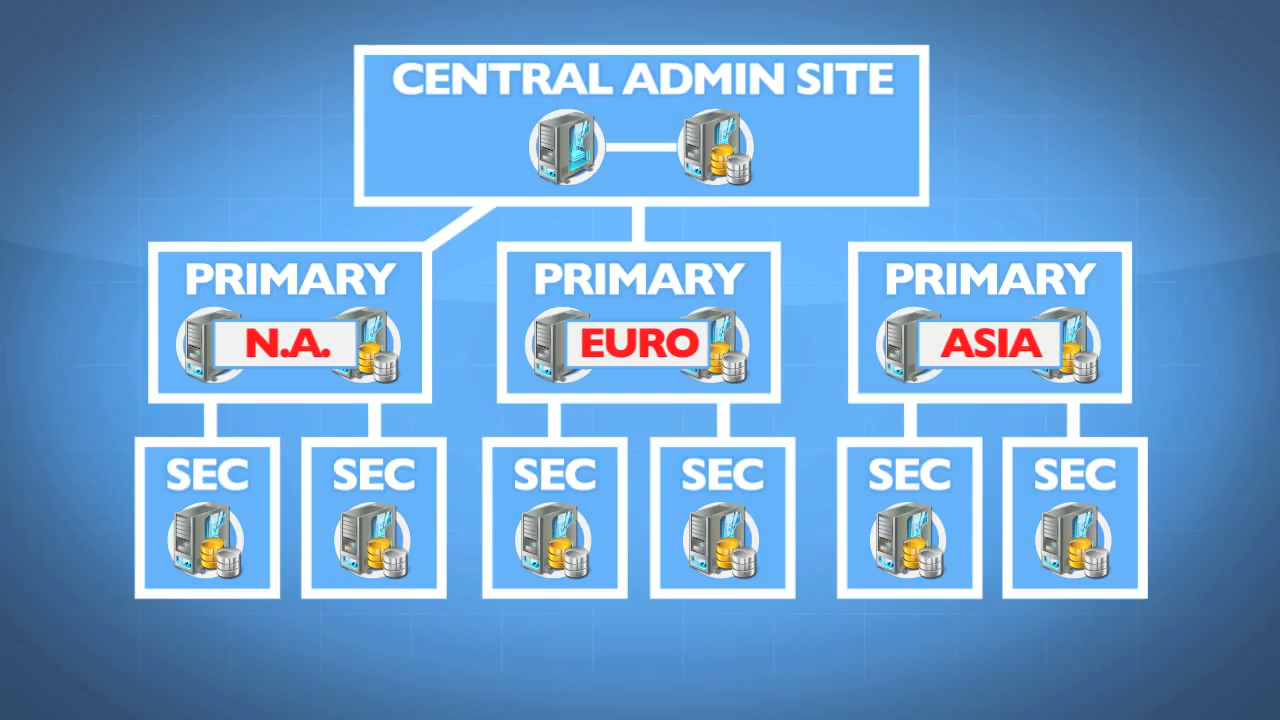 CENTRAL ADMIN SITE
PRIMARY
N.A.
PRIMARY
EURO
PRIMARY
ASIA
SEC
SEC
SEC
SEC
SEC
SEC